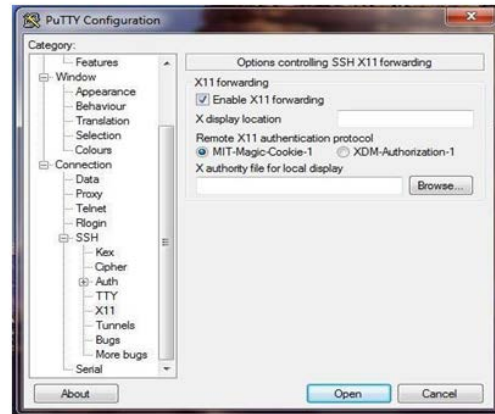 PuTTY Configuration
Category:
Features
Window
Appearance
Behaviour
Translation
Selection
Colours
Connection
Data
Proxy
Telnet
Rlogin
SSH
Kex
Cipher
Auth
TTY
X11
Tunnels
Bugs
More bugs
Serial
Options controlling SSH X11 forwarding
X11 forwarding
Enable X11 forwarding
X display location
Remote X11 authentication protocol
MIT-Magic-Cookie-1 XDM-Authorization-1
X authority file for local display
Browse...
About Open Cancel